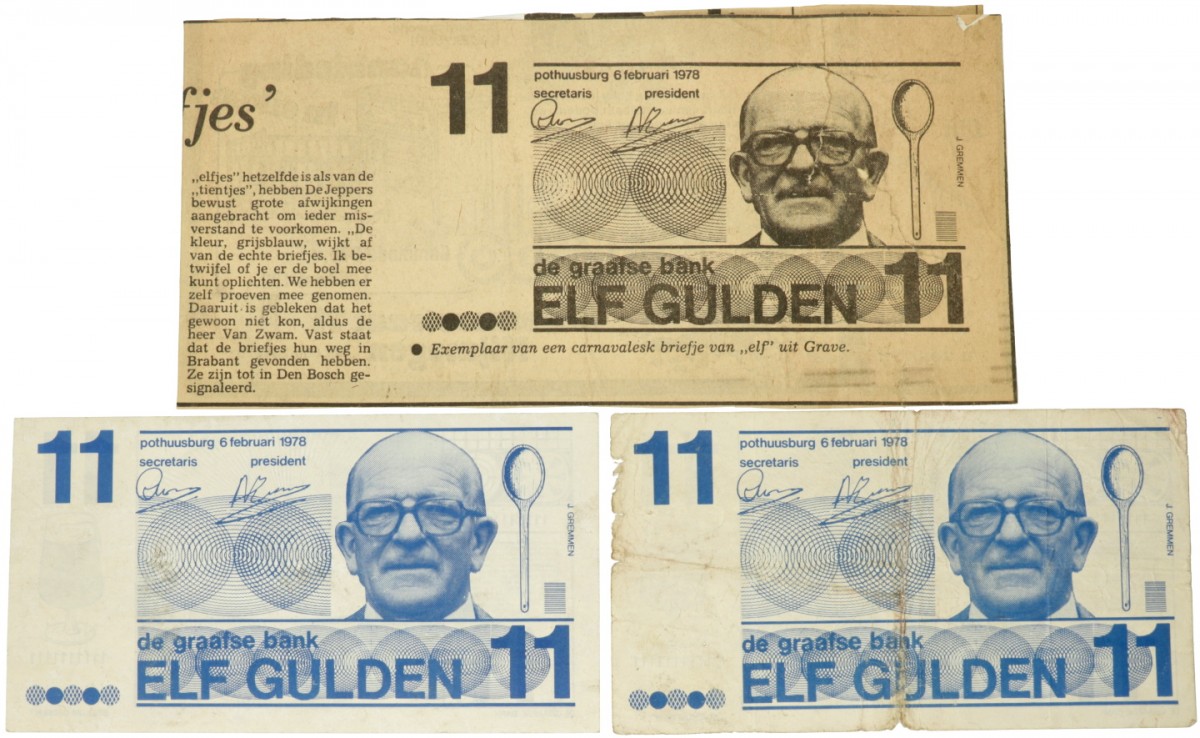 fjes’
„elfjes” hetzelfde is als van de
„tientjes”, hebben De Jeppers
bewust grote afwijkingen
aangebracht om ieder mis-
verstand te voorkomen. „De
kleur, grijsblauw, wijkt af
van de echte briefjes. Ik be-
twijfel of je er de boel mee
kunt oplichten. We hebben er
zelf proeven mee genomen.
Daaruit is gebleken dat het
gewoon niet kon, aldus de
heer Van Zwam. Vast staat
dat de briefjes hun weg in
Brabant gevonden hebben.
Ze zijn tot in Den Bosch ge-
signaleerd.
11
pothuusburg 6 februari 1978
secretaris president
J. GREMMEN
de graafse bank
ELF GULDEN 11
● Exemplaar van een carnavalesk briefje van „elf” uit Grave.
11
pothuusburg 6 februari 1978
secretaris president
J. GREMMEN
de graafse bank
ELF GULDEN 11
11
pothuusburg 6 februari 1978
secretaris president
J. GREMMEN
de graafse bank
ELF GULDEN 11